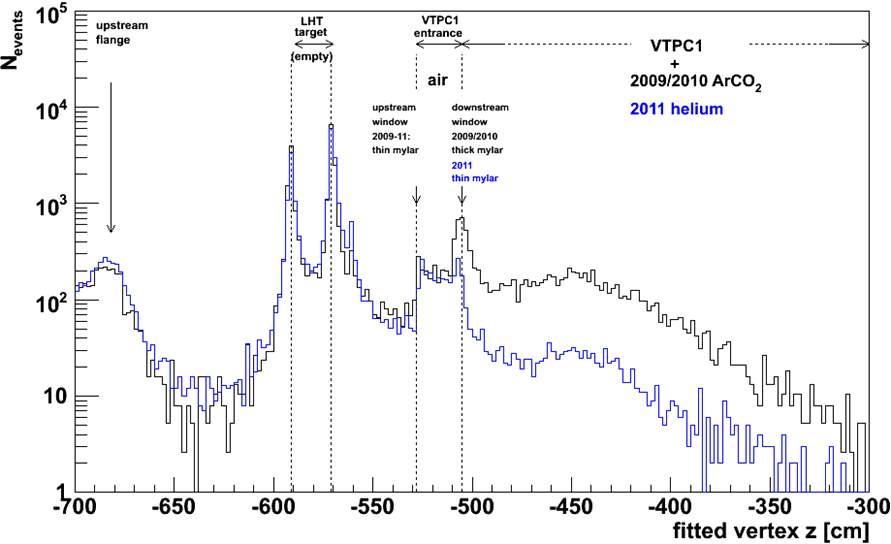 N events
10^5
10^4
10^3
10^2
10
1
upstream
flange
LHT
target
(empty)
VTPC1
entrance
air
upstream
window
2009-11:
thin mylar
downstream
window
2009/2010
thick mylar
2011
thin mylar
VTPC1
+
2009/2010 ArCO₂
2011 helium
-700 -650 -600 -550 -500 -450 -400 -350 -300
fitted vertex z [cm]